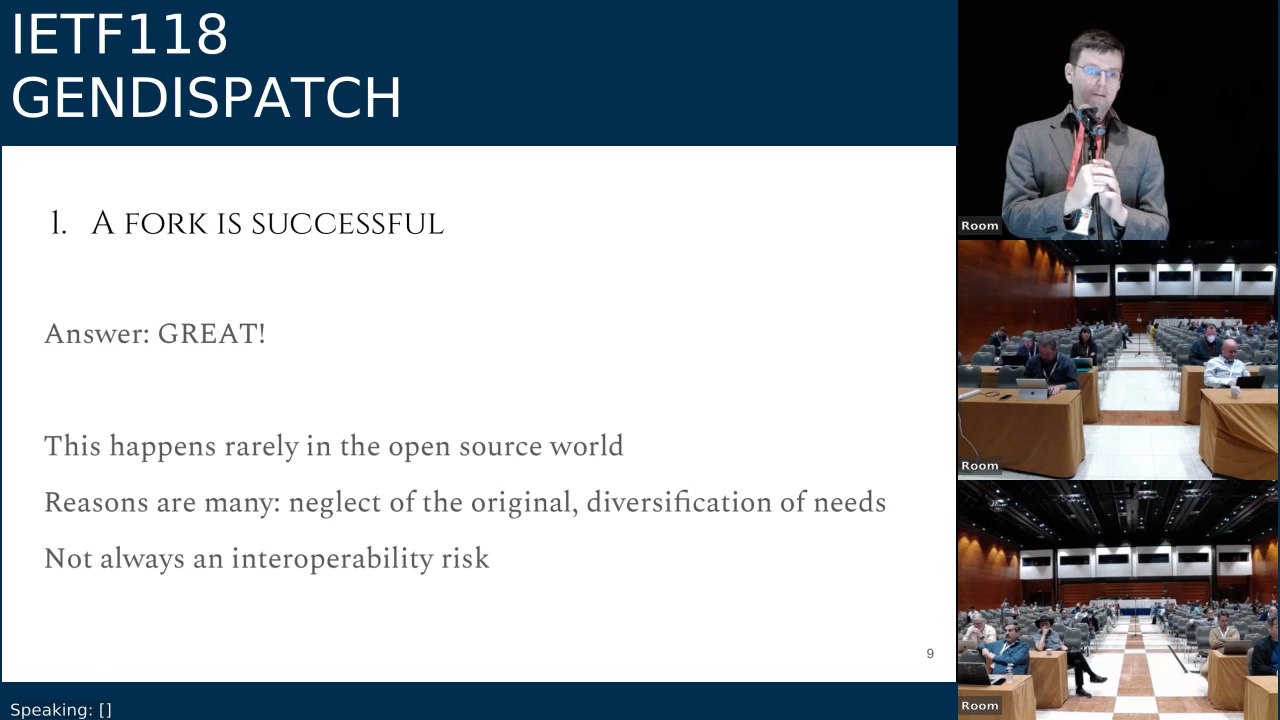 IETF118
GENDISPATCH
1. A FORK IS SUCCESSFUL
Answer: GREAT!
This happens rarely in the open source world
Reasons are many: neglect of the original, diversification of needs
Not always an interoperability risk
9
Speaking: []
Room
Room
Room